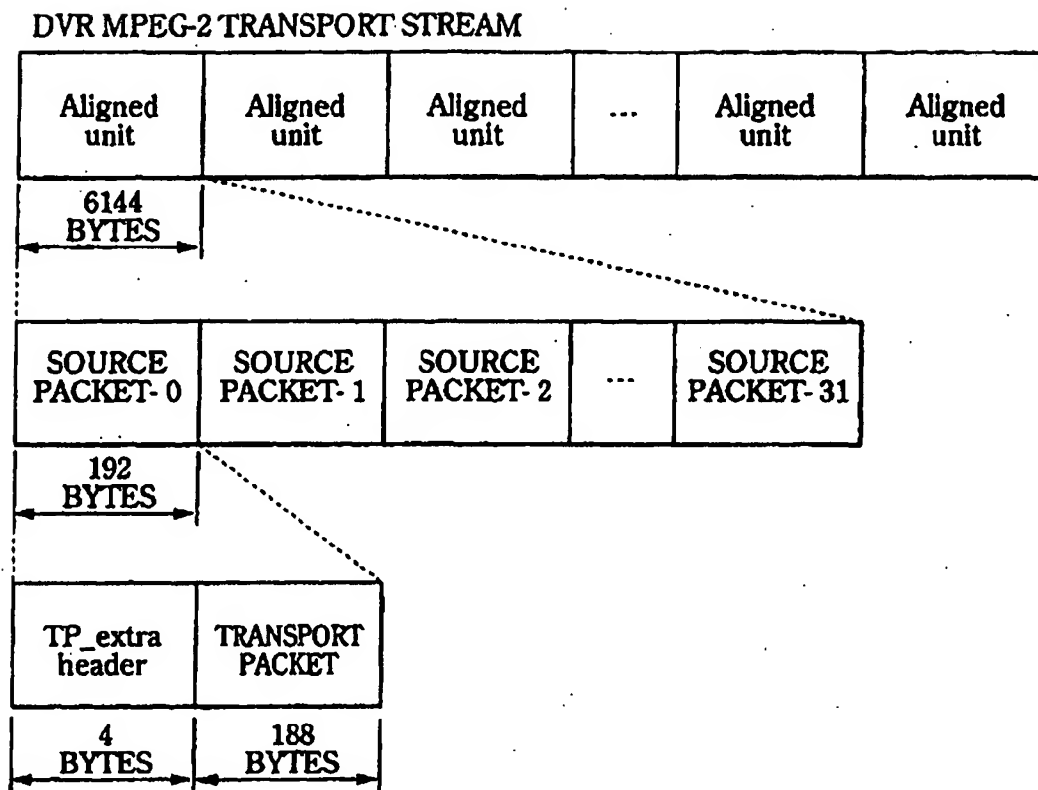 DVR MPEG-2 TRANSPORT STREAM
Aligned unit
Aligned unit
Aligned unit
...
Aligned unit
Aligned unit
6144 BYTES
SOURCE PACKET-0
SOURCE PACKET-1
SOURCE PACKET-2
...
SOURCE PACKET-31
192 BYTES
TP_extra header
TRANSPORT PACKET
4 BYTES
188 BYTES